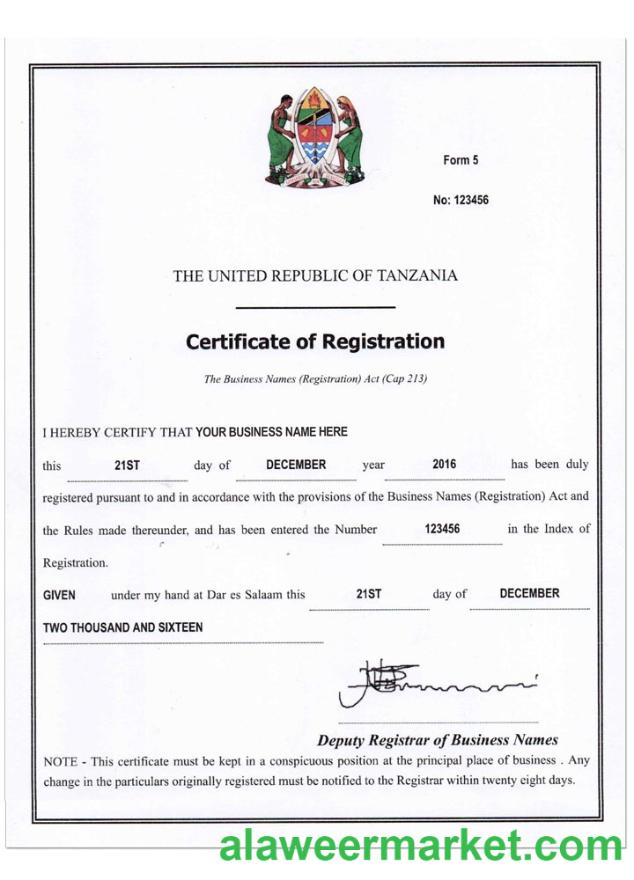 Form 5
No: 123456
THE UNITED REPUBLIC OF TANZANIA
Certificate of Registration
The Business Names (Registration) Act (Cap 213)
I HEREBY CERTIFY THAT YOUR BUSINESS NAME HERE
this 21ST day of DECEMBER year 2016 has been duly
registered pursuant to and in accordance with the provisions of the Business Names (Registration) Act and
the Rules made thereunder, and has been entered the Number 123456 in the Index of
Registration.
GIVEN under my hand at Dar es Salaam this 21ST day of DECEMBER
TWO THOUSAND AND SIXTEEN
Deputy Registrar of Business Names
NOTE - This certificate must be kept in a conspicuous position at the principal place of business . Any
change in the particulars originally registered must be notified to the Registrar within twenty eight days.
alaweermarket.com